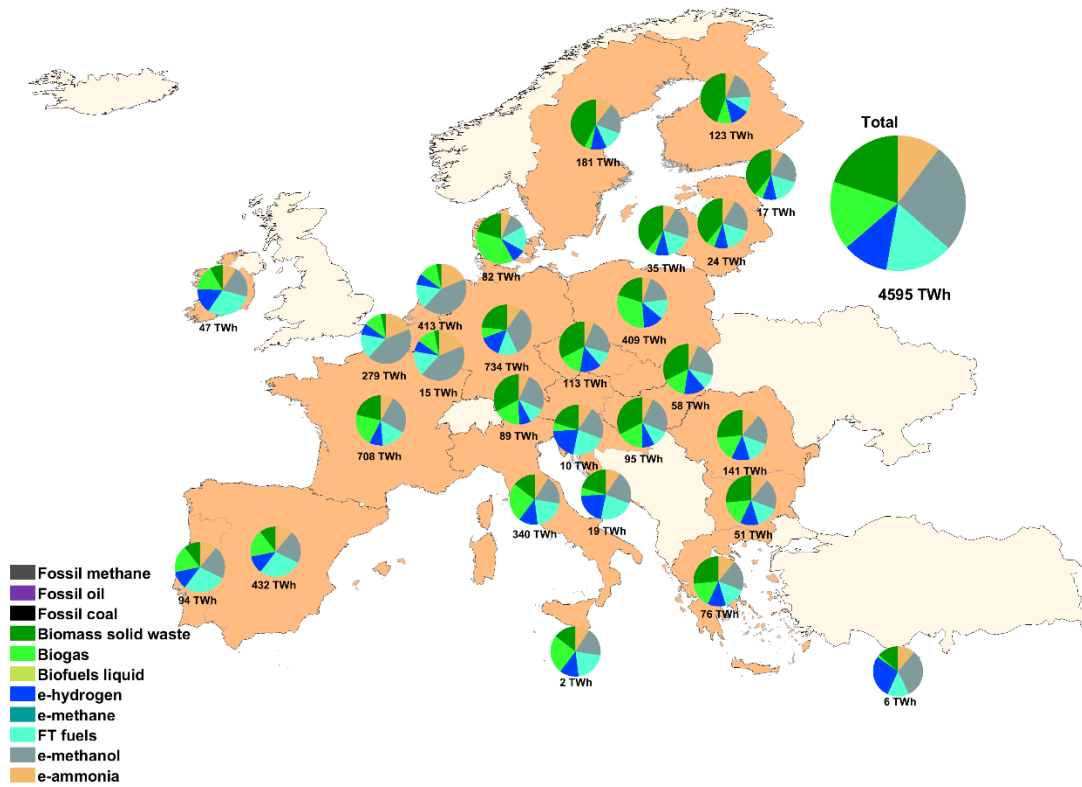 123 TWh
Total
181 TWh
17 TWh
82 TWh
35 TWh
24 TWh
4595 TWh
47 TWh
413 TWh
409 TWh
279 TWh
15 TWh
734 TWh
113 TWh
58 TWh
89 TWh
708 TWh
10 TWh
95 TWh
141 TWh
340 TWh
19 TWh
51 TWh
94 TWh
432 TWh
76 TWh
2 TWh
6 TWh
Fossil methane
Fossil oil
Fossil coal
Biomass solid waste
Biogas
Biofuels liquid
e-hydrogen
e-methane
FT fuels
e-methanol
e-ammonia